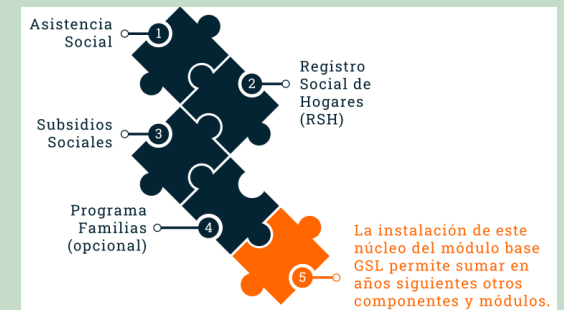 Asistencia
Social
1
2
Registro
Social de
Hogares
(RSH)
Subsidios
Sociales
3
Programa
Familias
(opcional)
4
5
La instalación de este
núcleo del módulo base
GSL permite sumar en
años siguientes otros
componentes y módulos.